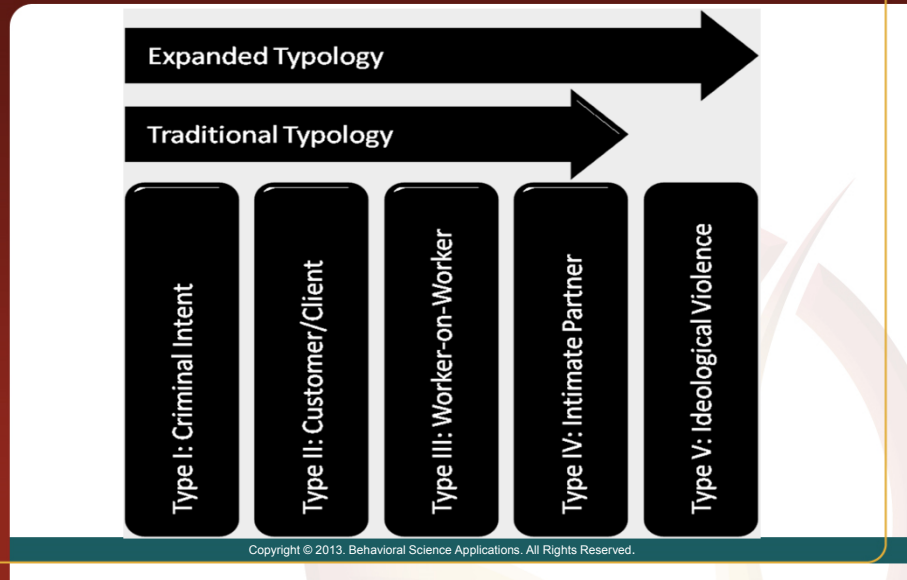 Expanded Typology
Traditional Typology
Type I: Criminal Intent
Type II: Customer/Client
Type III: Worker-on-Worker
Type IV: Intimate Partner
Type V: Ideological Violence
Copyright © 2013. Behavioral Science Applications. All Rights Reserved.